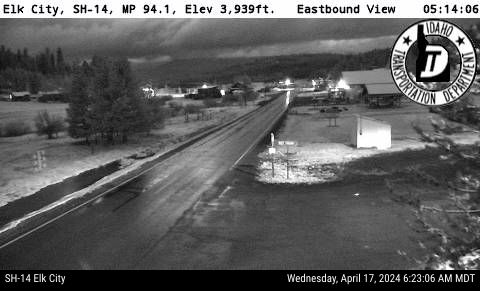 Elk City, SH-14, MP 94.1, Elev 3,939ft.   Eastbound View   05:14:06
IDAHO
TRANSPORTATION DEPARTMENT
SH-14 Elk City   Wednesday, April 17, 2024 6:23:06 AM MDT